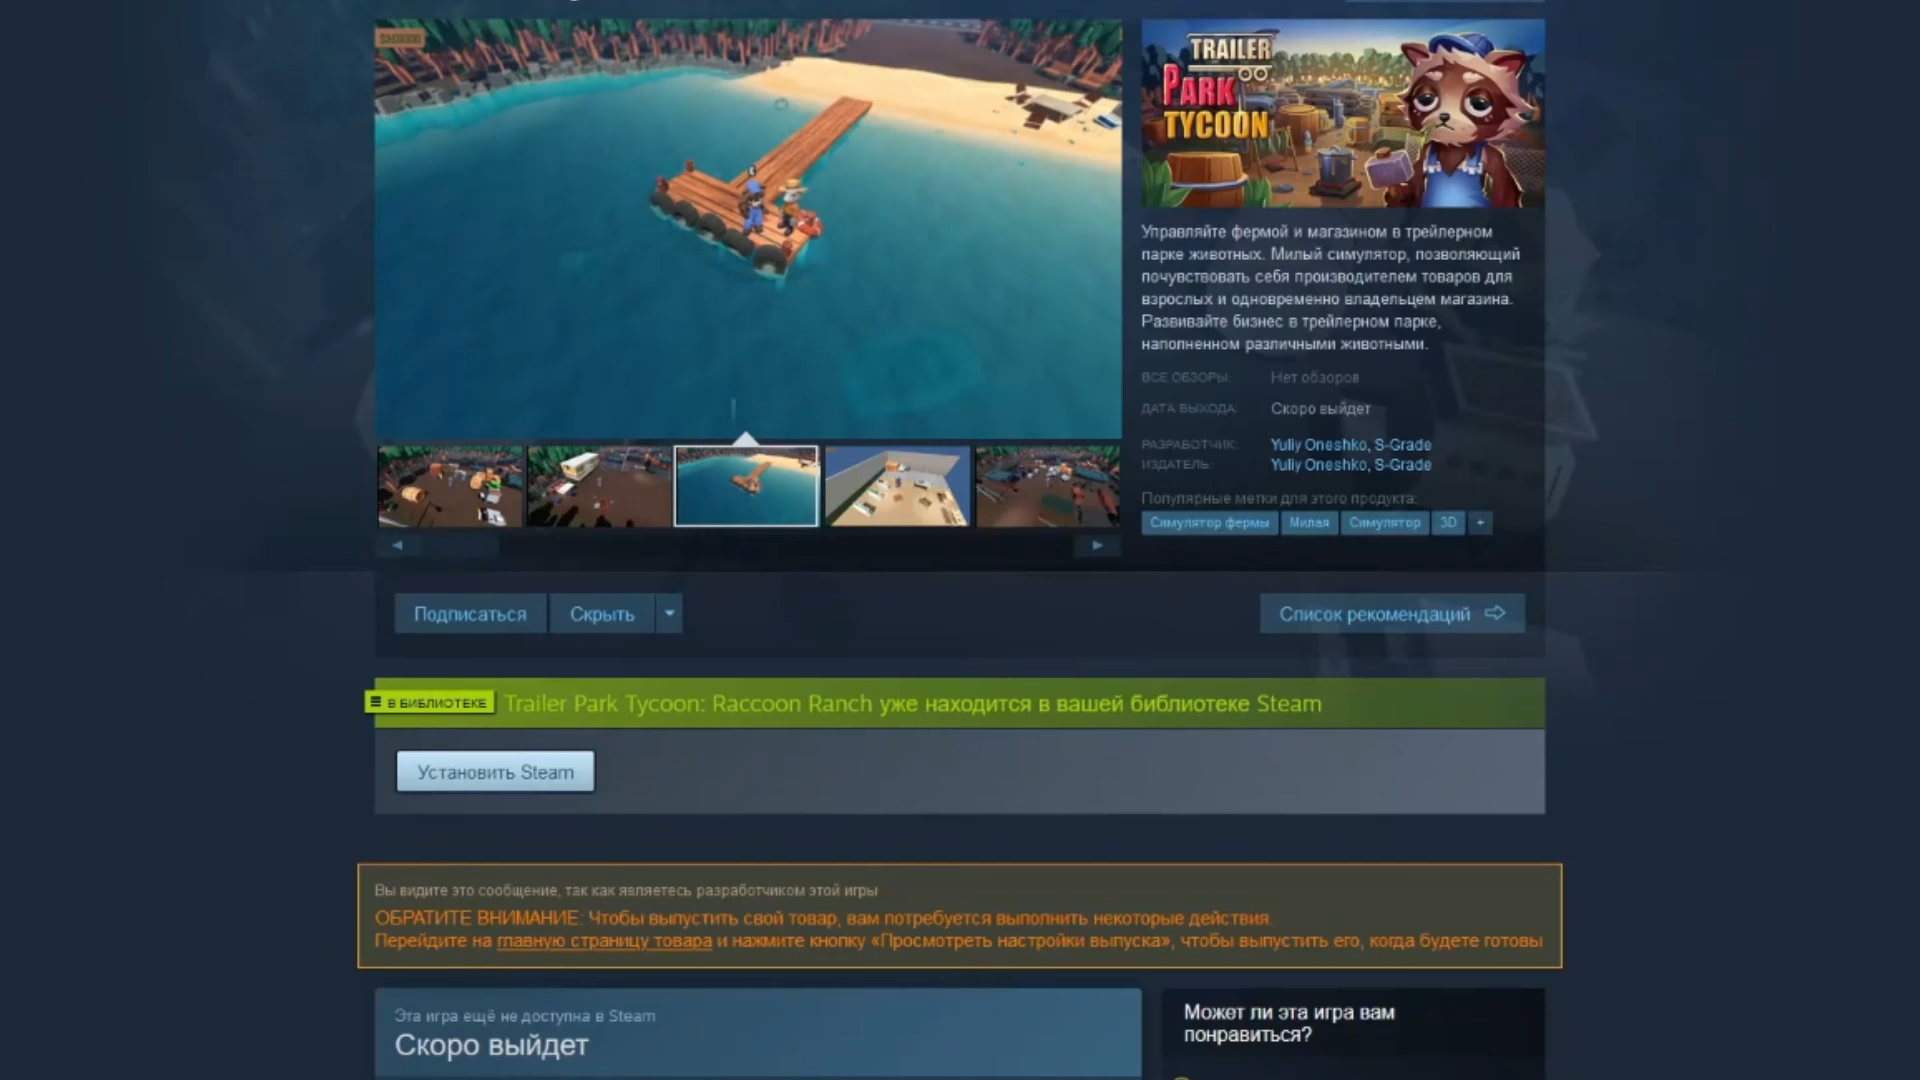 TRAILER
PARK
TYCOON
Управляйте фермой и магазином в трейлерном
парке животных. Милый симулятор, позволяющий
почувствовать себя производителем товаров для
взрослых и одновременно владельцем магазина.
Развивайте бизнес в трейлерном парке,
наполненном различными животными.
ВСЕ ОБЗОРЫ: Нет обзоров
ДАТА ВЫХОДА: Скоро выйдет
РАЗРАБОТЧИК: Yuliy Oneshko, S-Grade
ИЗДАТЕЛЬ: Yuliy Oneshko, S-Grade
Популярные метки для этого продукта:
Симулятор фермы Милая Симулятор 3D +
Подписаться Скрыть Список рекомендаций
В БИБЛИОТЕКЕ Trailer Park Tycoon: Raccoon Ranch уже находится в вашей библиотеке Steam
Установить Steam
Вы видите это сообщение, так как являетесь разработчиком этой игры
ОБРАТИТЕ ВНИМАНИЕ: Чтобы выпустить свой товар, вам потребуется выполнить некоторые действия.
Перейдите на главную страницу товара и нажмите кнопку «Просмотреть настройки выпуска», чтобы выпустить его, когда будете готовы
Эта игра ещё не доступна в Steam
Скоро выйдет
Может ли эта игра вам
понравиться?